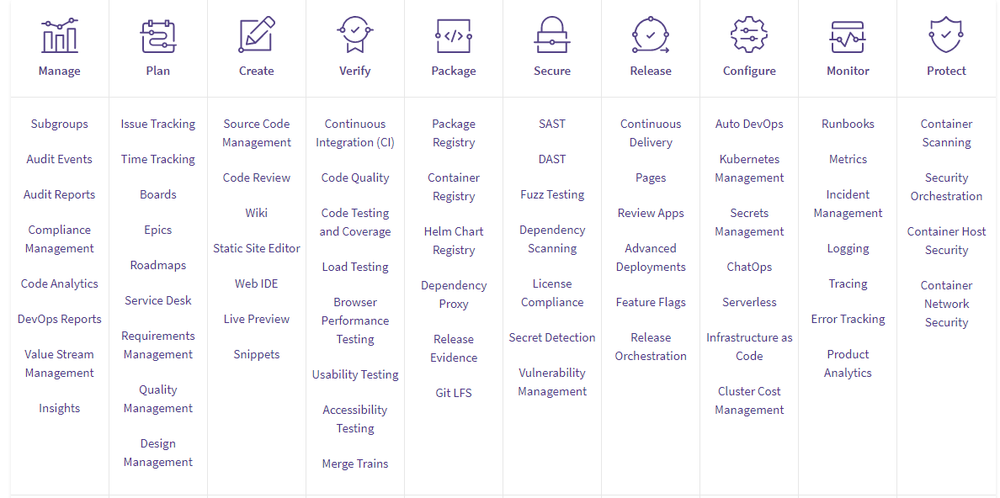 Manage
Plan
Create
Verify
Package
Secure
Release
Configure
Monitor
Protect
Subgroups
Audit Events
Audit Reports
Compliance
Management
Code Analytics
DevOps Reports
Value Stream
Management
Insights
Issue Tracking
Time Tracking
Boards
Epics
Roadmaps
Service Desk
Requirements
Management
Quality
Management
Design
Management
Source Code
Management
Code Review
Wiki
Static Site Editor
Web IDE
Live Preview
Snippets
Continuous
Integration (CI)
Code Quality
Code Testing
and Coverage
Load Testing
Browser
Performance
Testing
Usability Testing
Accessibility
Testing
Merge Trains
Package
Registry
Container
Registry
Helm Chart
Registry
Dependency
Proxy
Release
Evidence
Git LFS
SAST
DAST
Fuzz Testing
Dependency
Scanning
License
Compliance
Secret Detection
Vulnerability
Management
Continuous
Delivery
Pages
Review Apps
Advanced
Deployments
Feature Flags
Release
Orchestration
Auto DevOps
Kubernetes
Management
Secrets
Management
ChatOps
Serverless
Infrastructure as
Code
Cluster Cost
Management
Runbooks
Metrics
Incident
Management
Logging
Tracing
Error Tracking
Product
Analytics
Container
Scanning
Security
Orchestration
Container Host
Security
Container
Network
Security